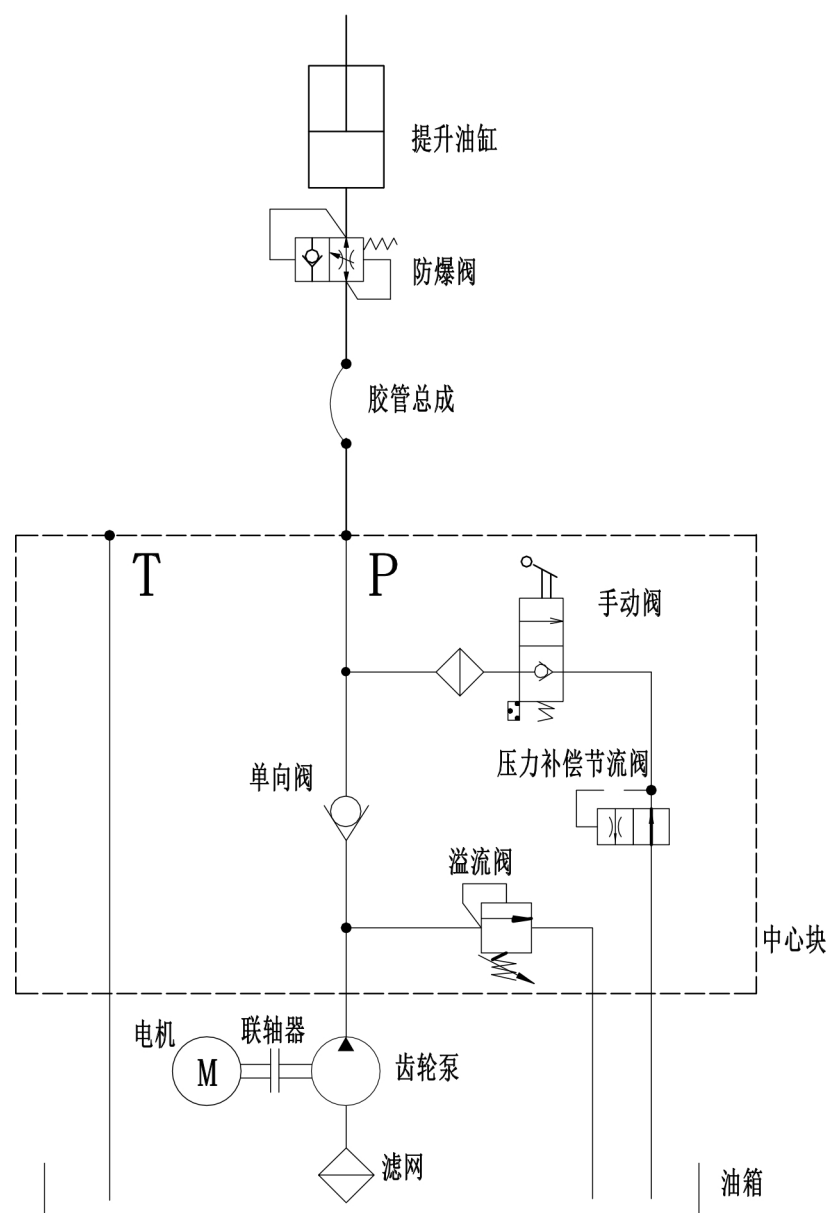 提升油缸
防爆阀
胶管总成
T
P
手动阀
单向阀
压力补偿节流阀
溢流阀
中心块
电机
联轴器
M
齿轮泵
滤网
油箱